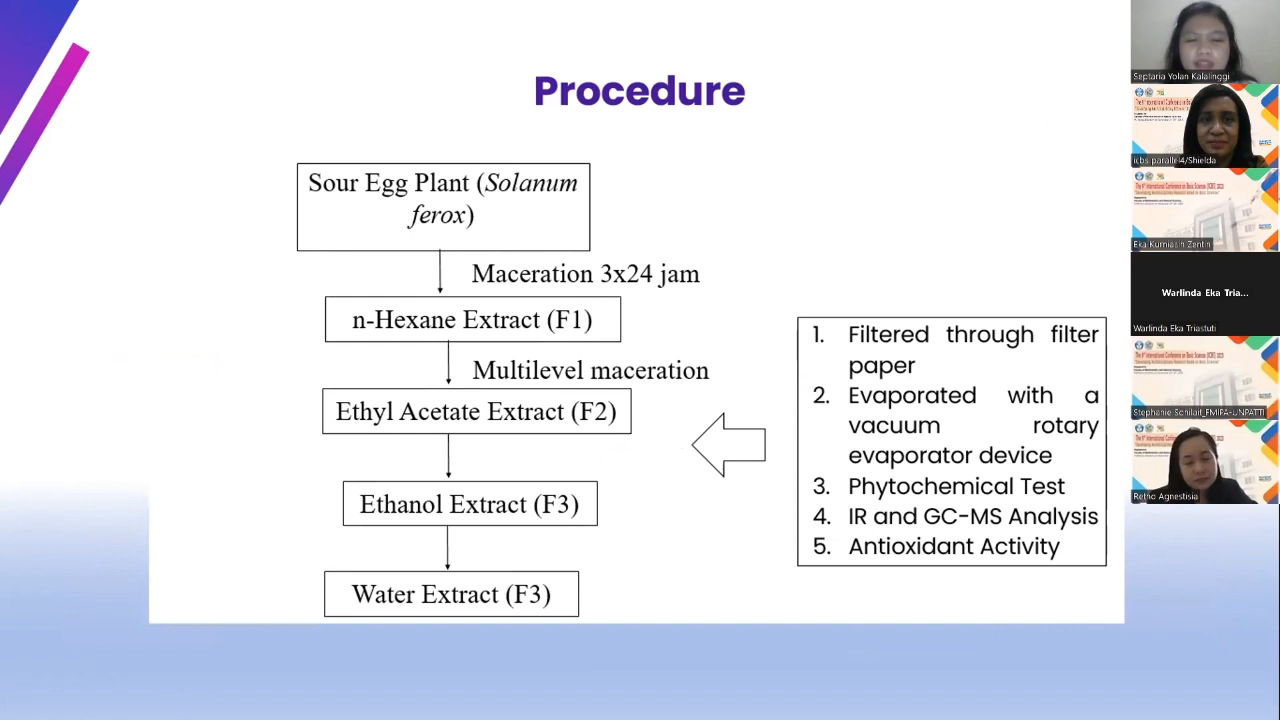 Procedure
Sour Egg Plant (Solanum
ferox)
Maceration 3x24 jam
n-Hexane Extract (F1)
Multilevel maceration
Ethyl Acetate Extract (F2)
Ethanol Extract (F3)
Water Extract (F3)
1. Filtered through filter
paper
2. Evaporated with a
vacuum rotary
evaporator device
3. Phytochemical Test
4. IR and GC-MS Analysis
5. Antioxidant Activity
Septaria Yolan Kalalinggi
icbs parallel4/Shielda
Eka Kurniasih Zentin
Warlinda Eka Tria...
Warlinda Eka Triastuti
Stephanie Schilait_FMIPA-UNPATTI
Retno Agnestisia